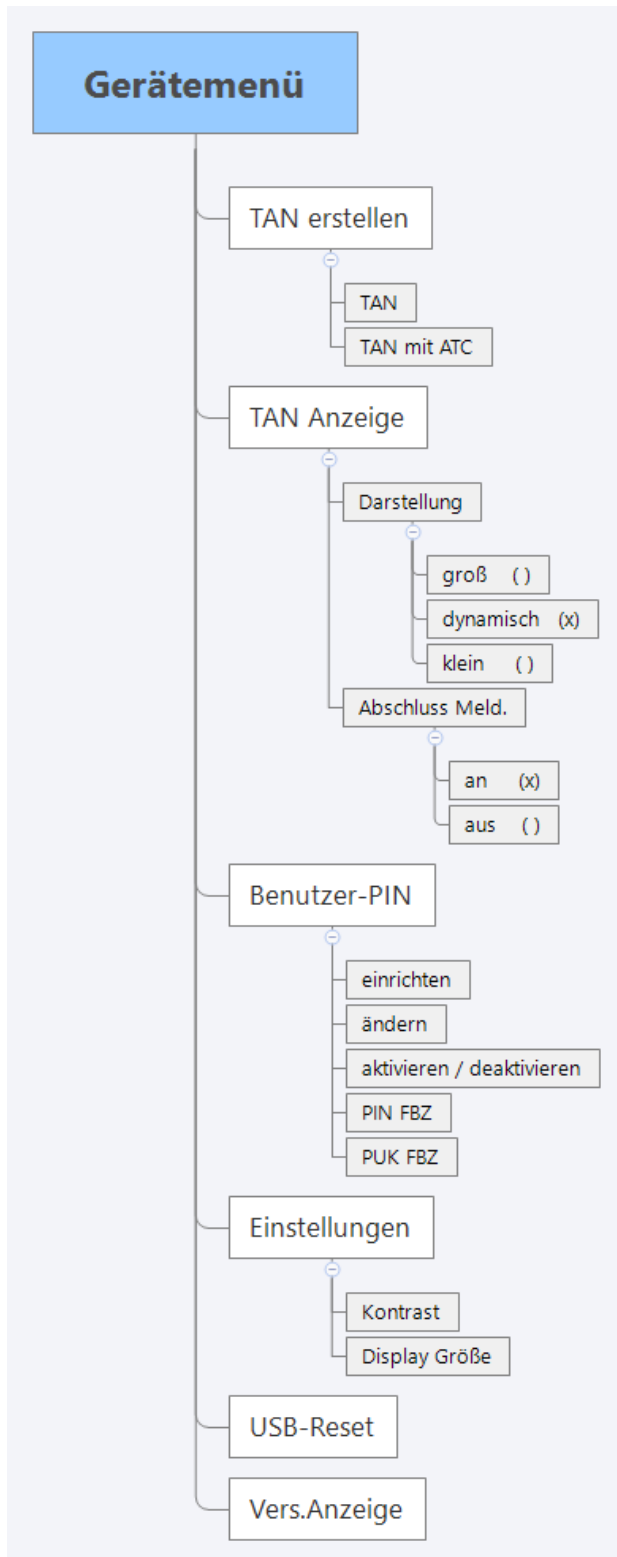 Gerätemenü
TAN erstellen
TAN
TAN mit ATC
TAN Anzeige
Darstellung
groß ( )
dynamisch (x)
klein ( )
Abschluss Meld.
an (x)
aus ( )
Benutzer-PIN
einrichten
ändern
aktivieren / deaktivieren
PIN FBZ
PUK FBZ
Einstellungen
Kontrast
Display Größe
USB-Reset
Vers.Anzeige